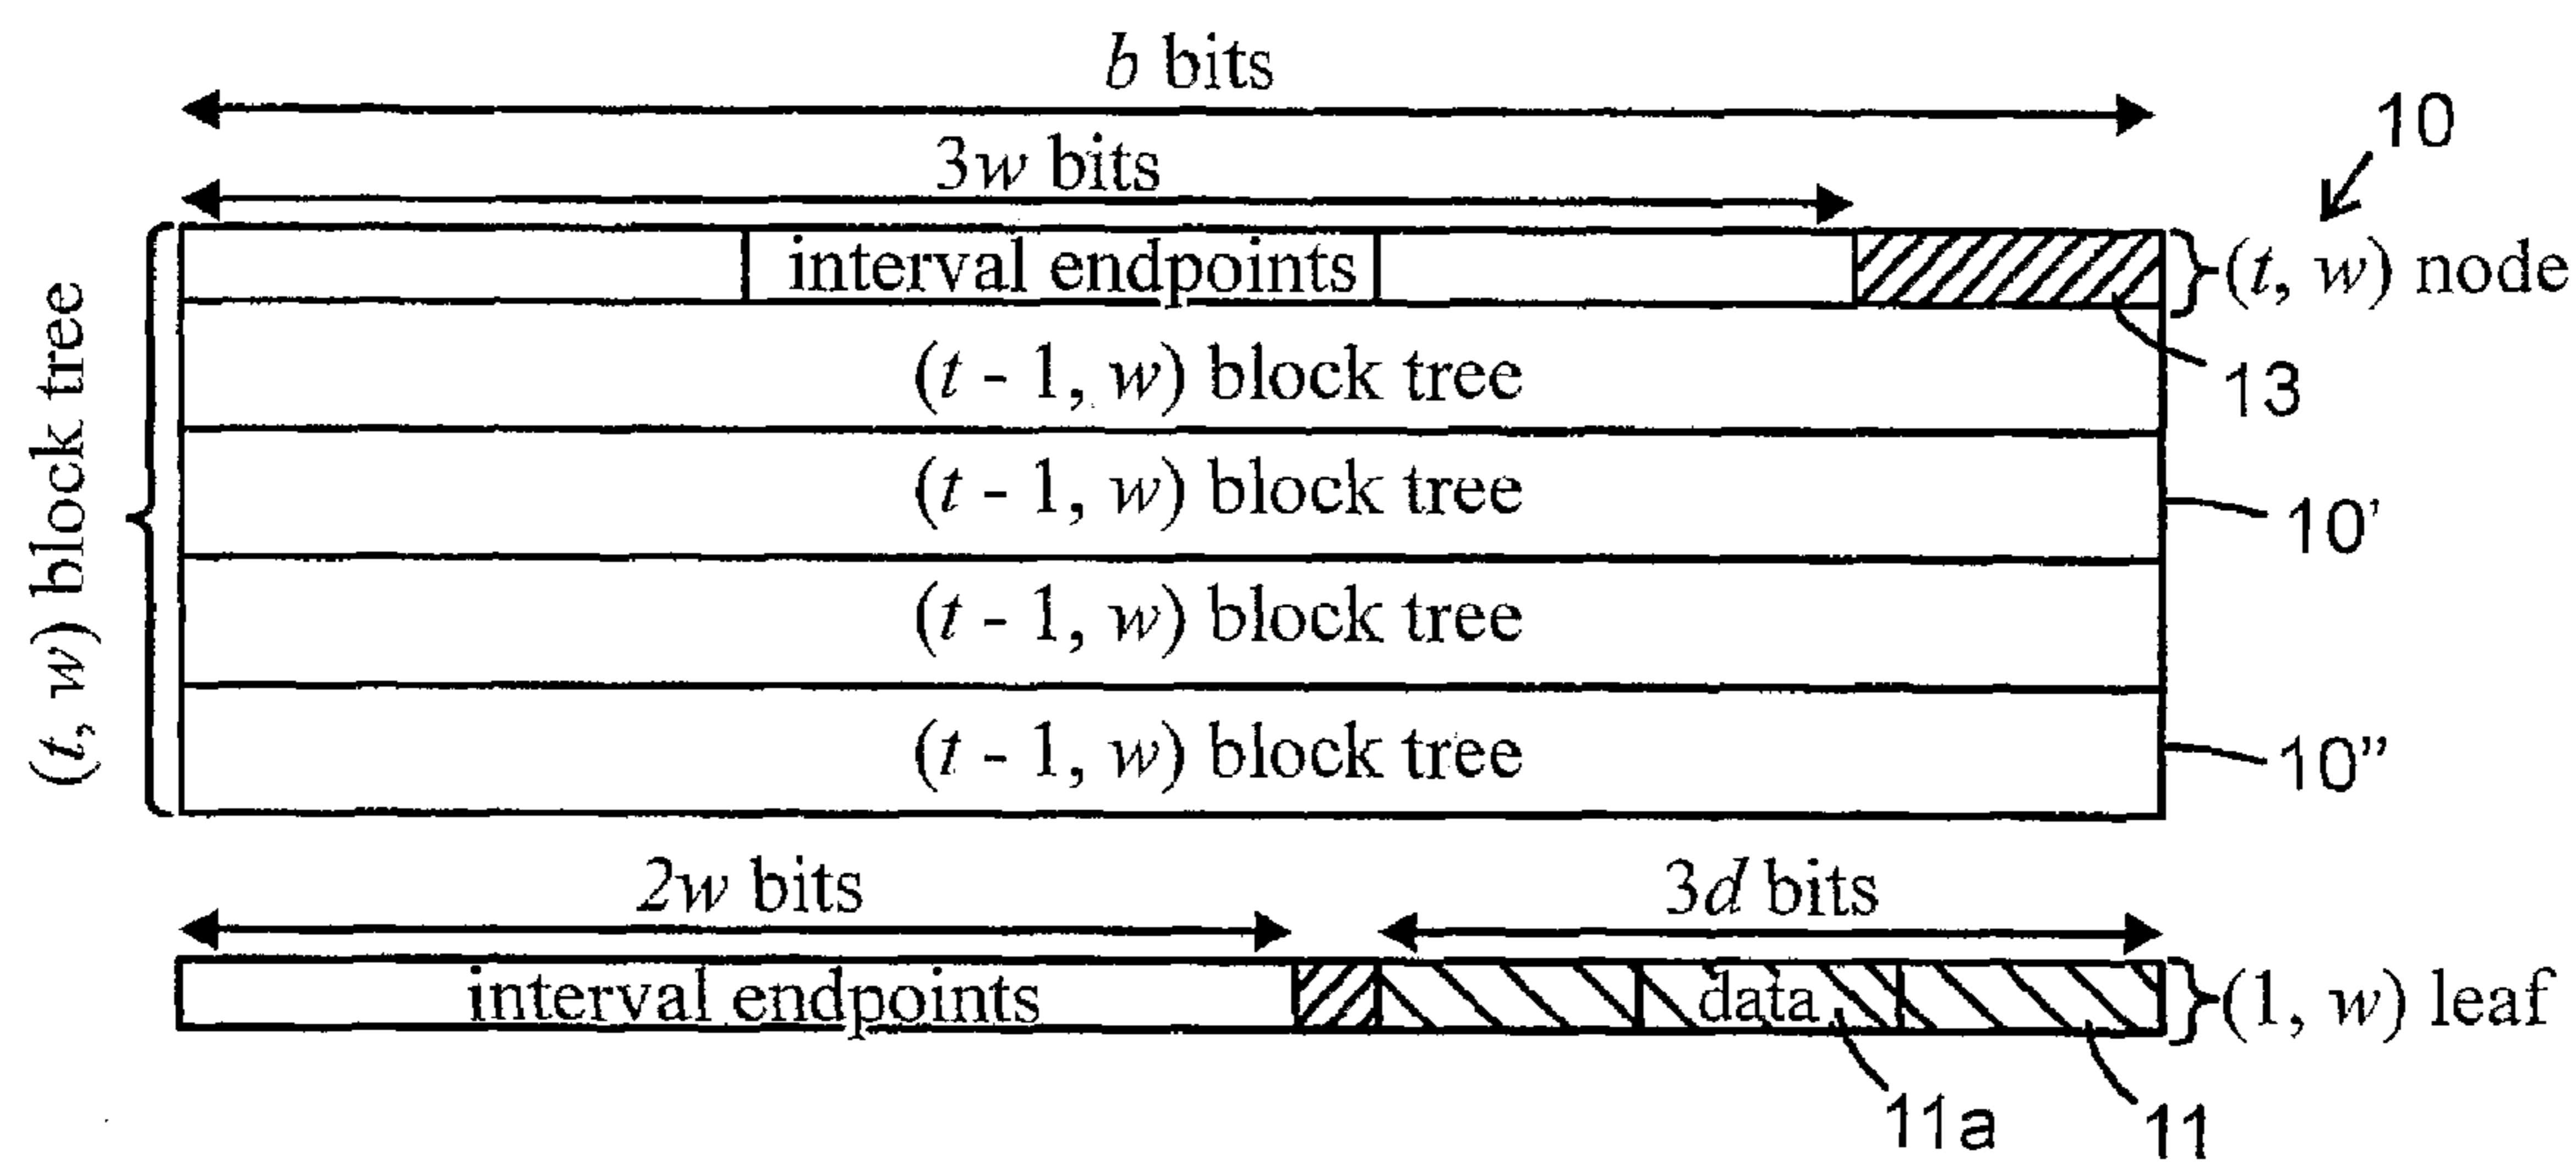 b bits
3w bits
10
interval endpoints
(t, w) node
13
(t - 1, w) block tree
(t - 1, w) block tree
10’
(t - 1, w) block tree
(t - 1, w) block tree
10”
(t, w) block tree
2w bits
3d bits
interval endpoints
data
(1, w) leaf
11a
11